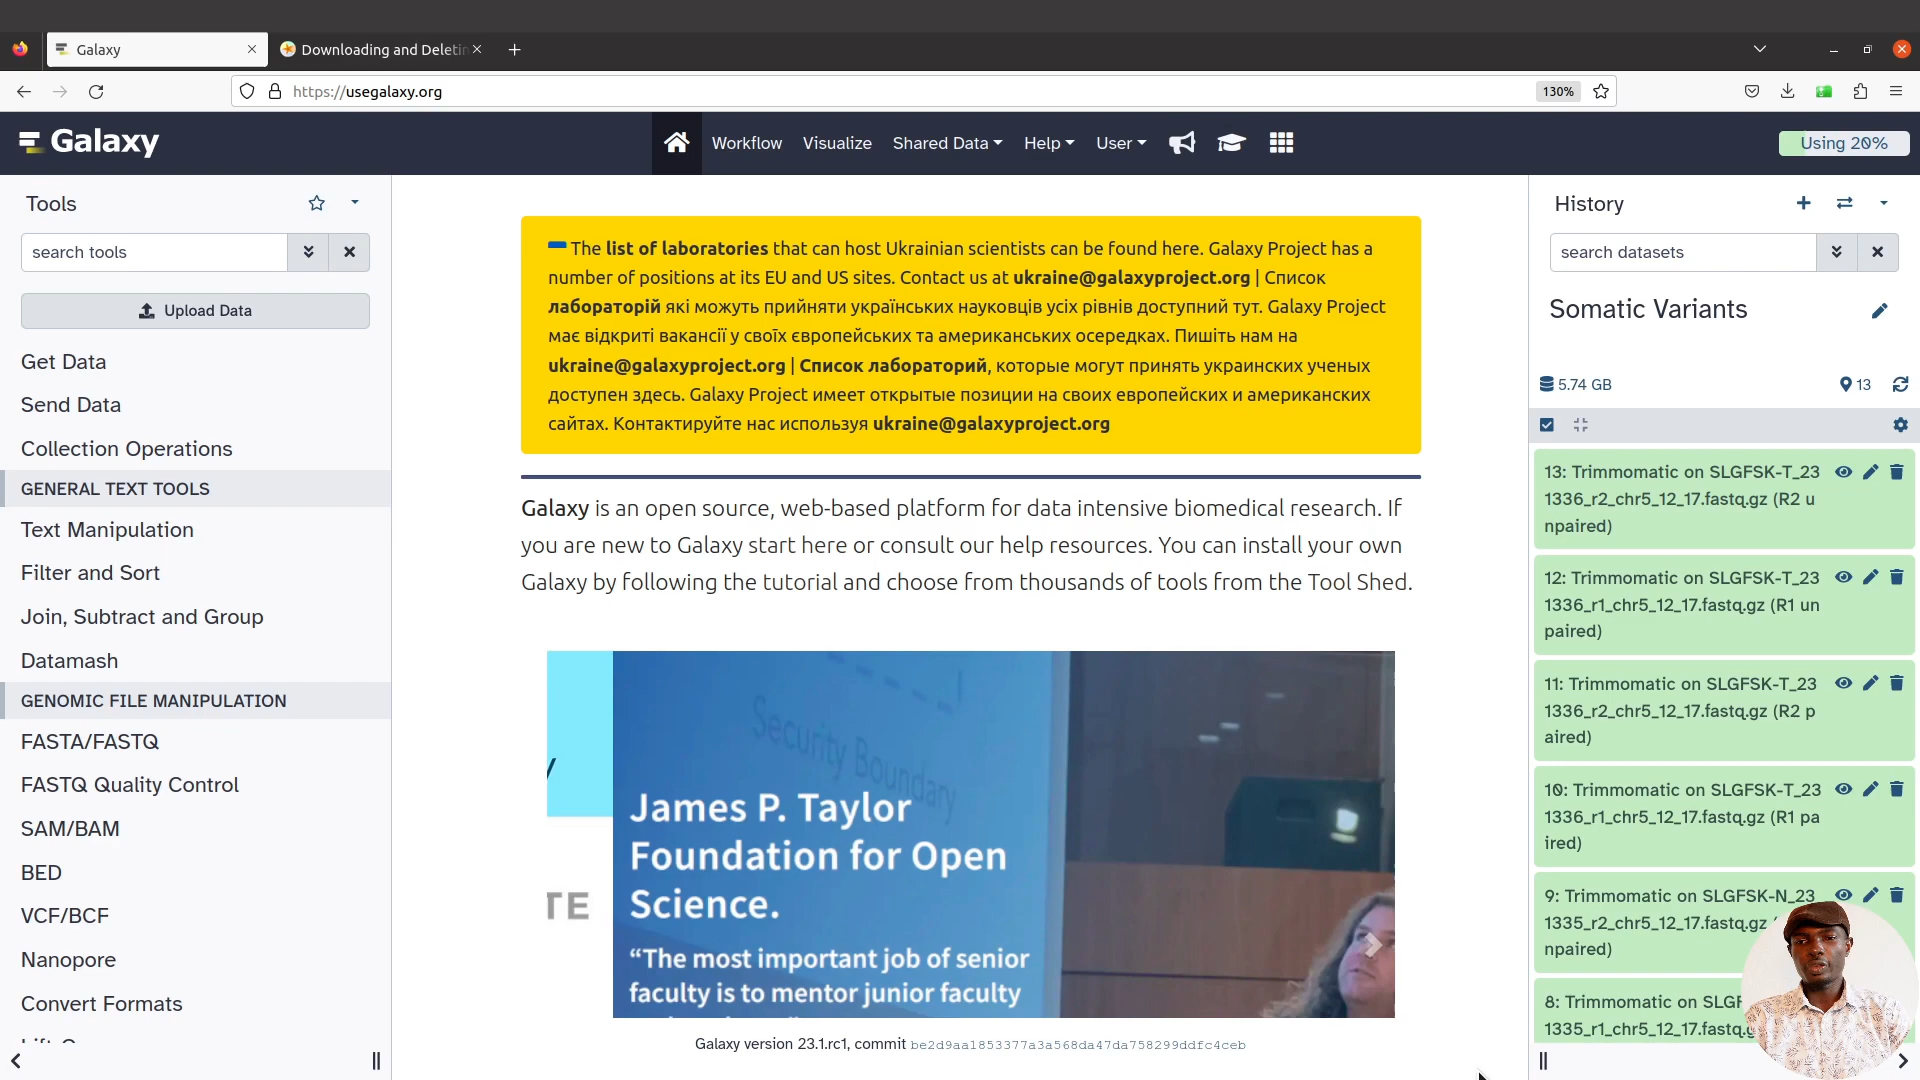 Galaxy
Downloading and Deletin
https://usegalaxy.org
130%
Galaxy
Workflow
Visualize
Shared Data
Help
User
Using 20%
Tools
search tools
Upload Data
Get Data
Send Data
Collection Operations
GENERAL TEXT TOOLS
Text Manipulation
Filter and Sort
Join, Subtract and Group
Datamash
GENOMIC FILE MANIPULATION
FASTA/FASTQ
FASTQ Quality Control
SAM/BAM
BED
VCF/BCF
Nanopore
Convert Formats
The list of laboratories that can host Ukrainian scientists can be found here. Galaxy Project has a
number of positions at its EU and US sites. Contact us at ukraine@galaxyproject.org | Список
лабораторій які можуть прийняти українських науковців усіх рівнів доступний тут. Galaxy Project
має відкриті вакансії у своїх європейських та американських осередках. Пишіть нам на
ukraine@galaxyproject.org | Список лабораторий, которые могут принять украинских ученых
доступен здесь. Galaxy Project имеет открытые позиции на своих европейских и американских
сайтах. Контактируйте нас используя ukraine@galaxyproject.org
Galaxy is an open source, web-based platform for data intensive biomedical research. If
you are new to Galaxy start here or consult our help resources. You can install your own
Galaxy by following the tutorial and choose from thousands of tools from the Tool Shed.
Security Boundary
TE
James P. Taylor
Foundation for Open
Science.
“The most important job of senior
faculty is to mentor junior faculty
Galaxy version 23.1.rc1, commit be2d9aa1853377a3a568da47da758299ddfc4ceb
History
search datasets
Somatic Variants
5.74 GB
13
13: Trimmomatic on SLGFSK-T_23
1336_r2_chr5_12_17.fastq.gz (R2 u
npaired)
12: Trimmomatic on SLGFSK-T_23
1336_r1_chr5_12_17.fastq.gz (R1 un
paired)
11: Trimmomatic on SLGFSK-T_23
1336_r2_chr5_12_17.fastq.gz (R2 p
aired)
10: Trimmomatic on SLGFSK-T_23
1336_r1_chr5_12_17.fastq.gz (R1 pa
ired)
9: Trimmomatic on SLGFSK-N_23
1335_r2_chr5_12_17.fastq.gz (
npaired)
8: Trimmomatic on SLGF
1335_r1_chr5_12_17.fastq.g